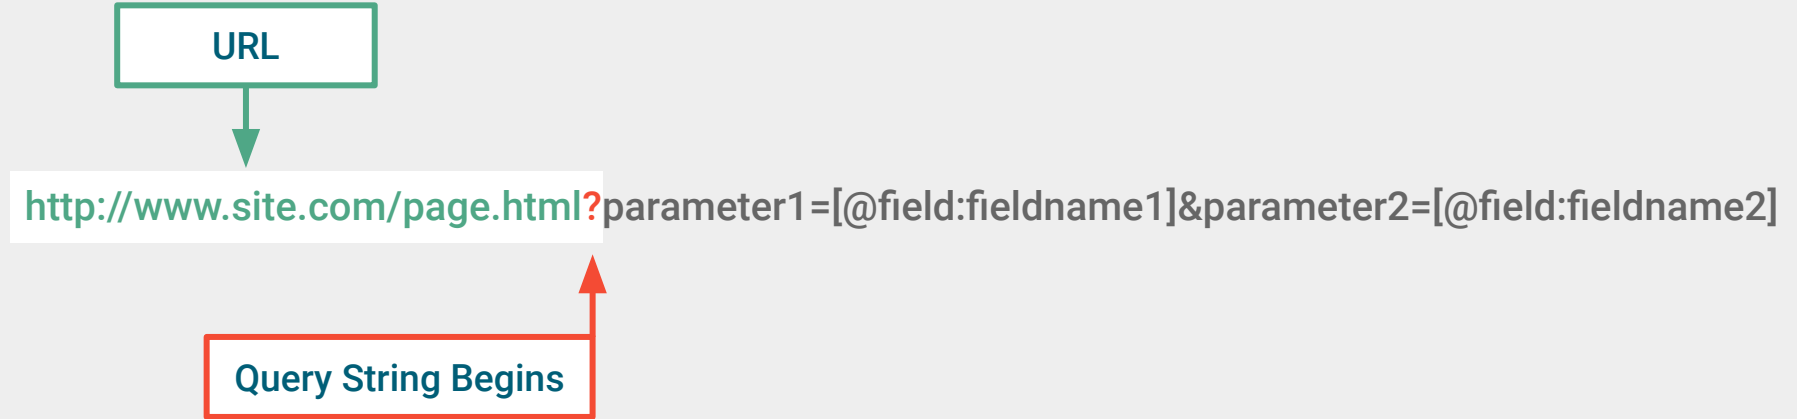 URL
http://www.site.com/page.html?parameter1=[@field:fieldname1]&parameter2=[@field:fieldname2]
Query String Begins